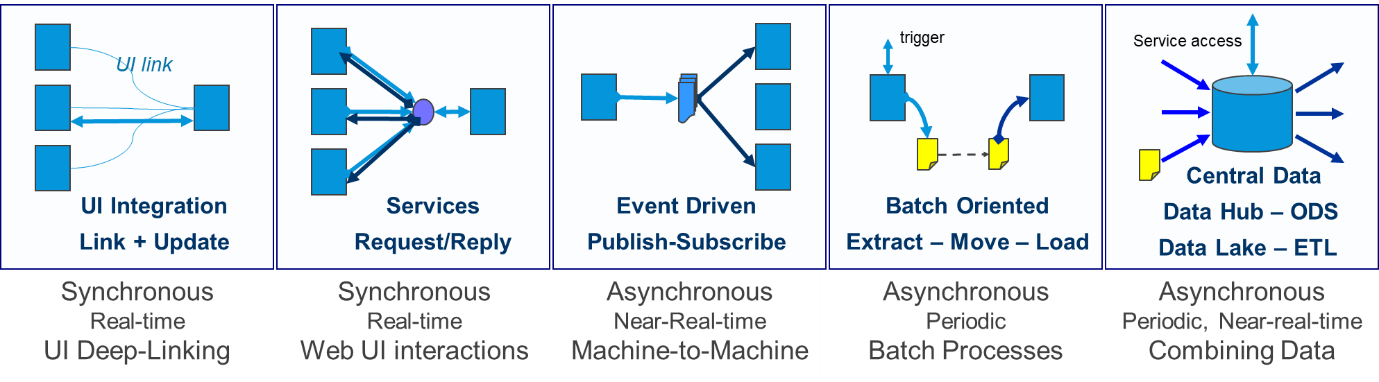 UI link
UI Integration
Link + Update
Synchronous
Real-time
UI Deep-Linking
Services
Request/Reply
Synchronous
Real-time
Web UI interactions
Event Driven
Publish-Subscribe
Asynchronous
Near-Real-time
Machine-to-Machine
trigger
Batch Oriented
Extract – Move – Load
Asynchronous
Periodic
Batch Processes
Service access
Central Data
Data Hub – ODS
Data Lake – ETL
Asynchronous
Periodic, Near-real-time
Combining Data